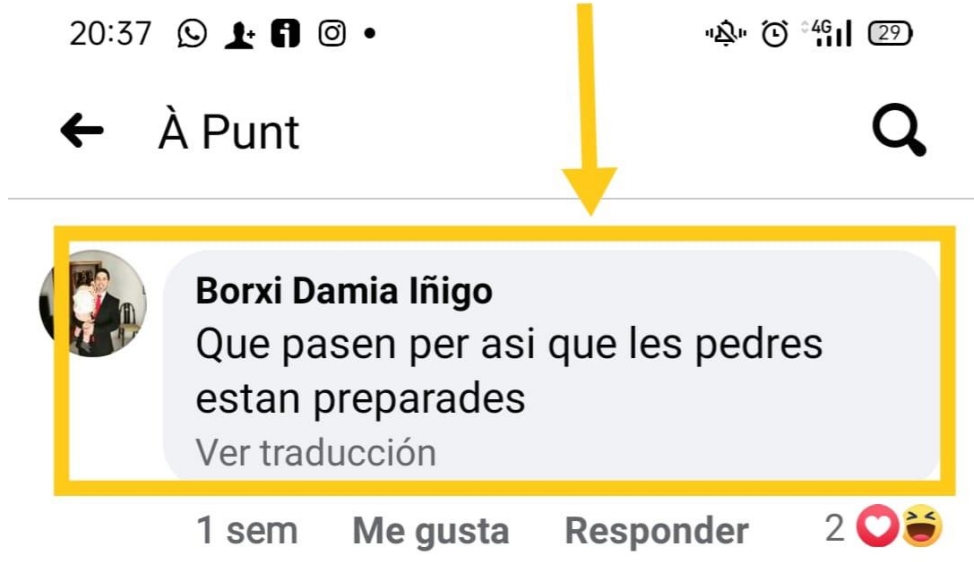 20:37
4G
29
À Punt
Borxi Damia Iñigo
Que pasen per asi que les pedres
estan preparades
Ver traducción
1 sem Me gusta Responder 2